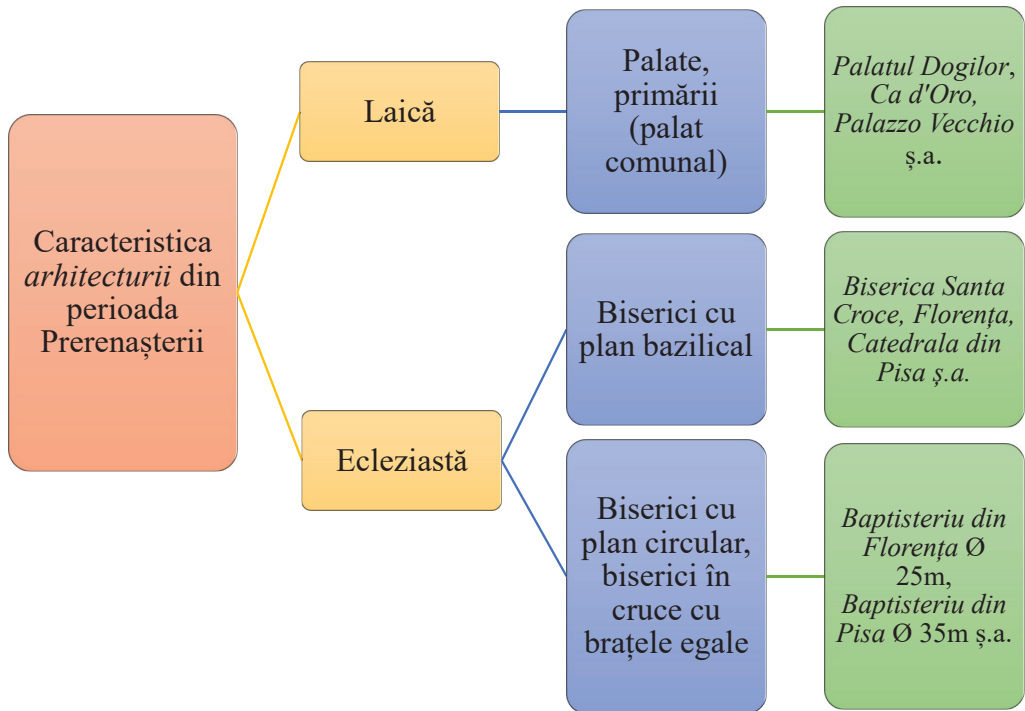 Caracteristica
arhitecturii din
perioada
Prerenașterii
Laică
Palate,
primării
(palat
comunal)
Palatul Dogilor,
Ca d'Oro,
Palazzo Vecchio
ș.a.
Ecleziastă
Biserici cu
plan bazilical
Biserica Santa
Croce, Florența,
Catedrala din
Pisa ș.a.
Biserici cu
plan circular,
biserici în
cruce cu
brațele egale
Baptisteriu din
Florența Ø
25m,
Baptisteriu din
Pisa Ø 35m ș.a.